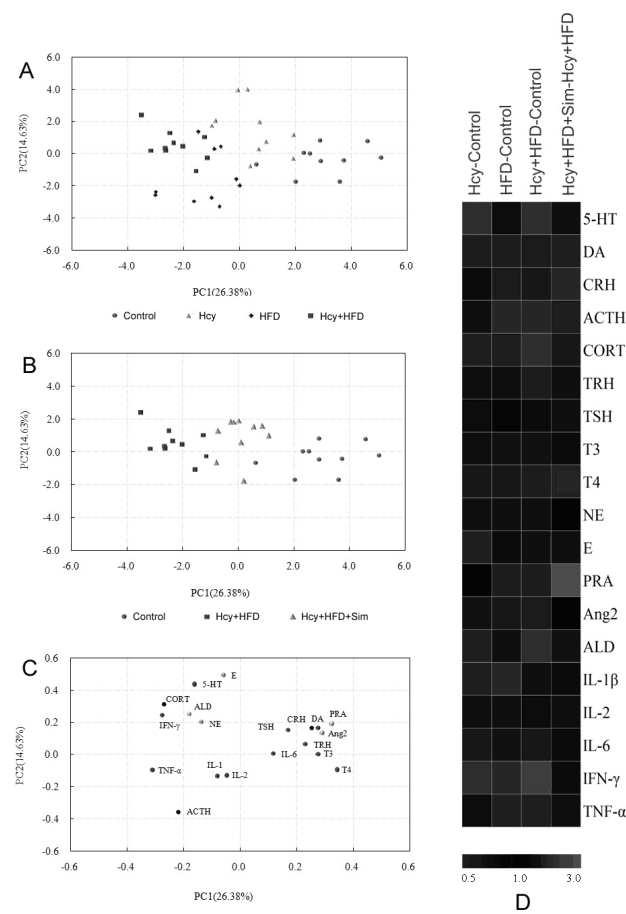 A
6.0
4.0
2.0
0.0
-2.0
-4.0
-6.0
PC2(14.63%)
-6.0 -4.0 -2.0 0.0 2.0 4.0 6.0
PC1(26.38%)
Control Hcy HFD Hcy+HFD
B
6.0
4.0
2.0
0.0
-2.0
-4.0
-6.0
PC2(14.63%)
-6.0 -4.0 -2.0 0.0 2.0 4.0 6.0
PC1(26.38%)
Control Hcy+HFD Hcy+HFD+Sim
C
0.6
0.4
0.2
0.0
-0.2
-0.4
-0.6
PC2(14.63%)
E
5-HT
CORT
ALD
IFN-γ
NE
TSH
CRH
DA
PRA
Ang2
TRH
IL-6
T3
TNF-α
IL-1
IL-2
T4
ACTH
-0.6 -0.4 -0.2 0.0 0.2 0.4 0.6
PC1(26.38%)
Hcy-Control
HFD-Control
Hcy+HFD-Control
Hcy+HFD+Sim-Hcy+HFD
5-HT
DA
CRH
ACTH
CORT
TRH
TSH
T3
T4
NE
E
PRA
Ang2
ALD
IL-1β
IL-2
IL-6
IFN-γ
TNF-α
0.5 1.0 3.0
D